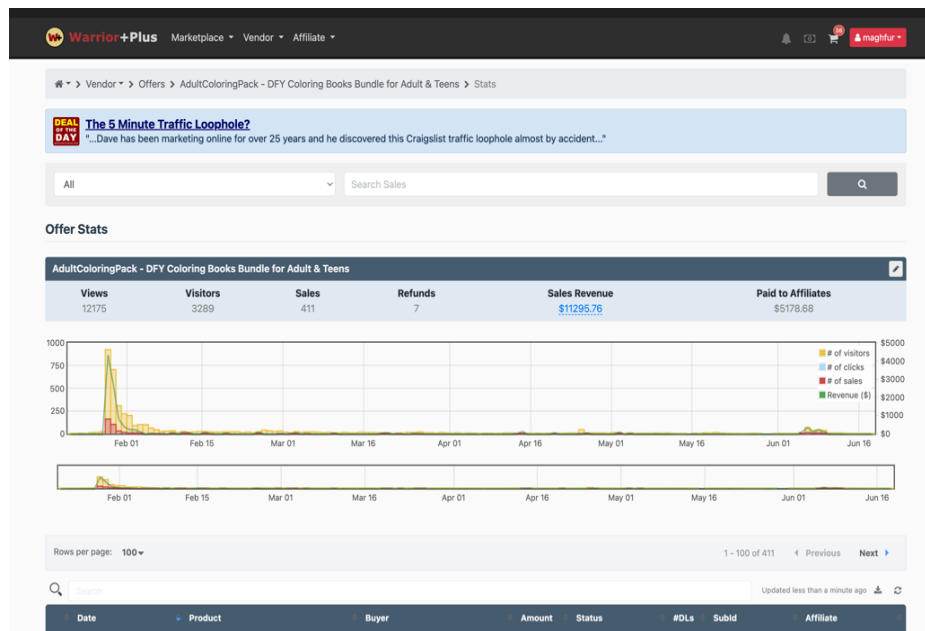 W+ Warrior+Plus Marketplace Vendor Affiliate 36 maghfur
> Vendor > Offers > AdultColoringPack - DFY Coloring Books Bundle for Adult & Teens > Stats
DEAL OF THE DAY
The 5 Minute Traffic Loophole?
"...Dave has been marketing online for over 25 years and he discovered this Craigslist traffic loophole almost by accident..."
All Search Sales
Offer Stats
AdultColoringPack - DFY Coloring Books Bundle for Adult & Teens
Views Visitors Sales Refunds Sales Revenue Paid to Affiliates
12175 3289 411 7 $11295.76 $5178.68
1000 $5000
# of visitors
750 $4000
# of clicks
500 $3000
# of sales
Revenue ($) $2000
250 $1000
0 $0
Feb 01 Feb 15 Mar 01 Mar 16 Apr 01 Apr 16 May 01 May 16 Jun 01 Jun 16
Feb 01 Feb 15 Mar 01 Mar 16 Apr 01 Apr 16 May 01 May 16 Jun 01 Jun 16
Rows per page: 100 1 - 100 of 411 Previous Next
Search Updated less than a minute ago
Date Product Buyer Amount Status #DLs SubId Affiliate